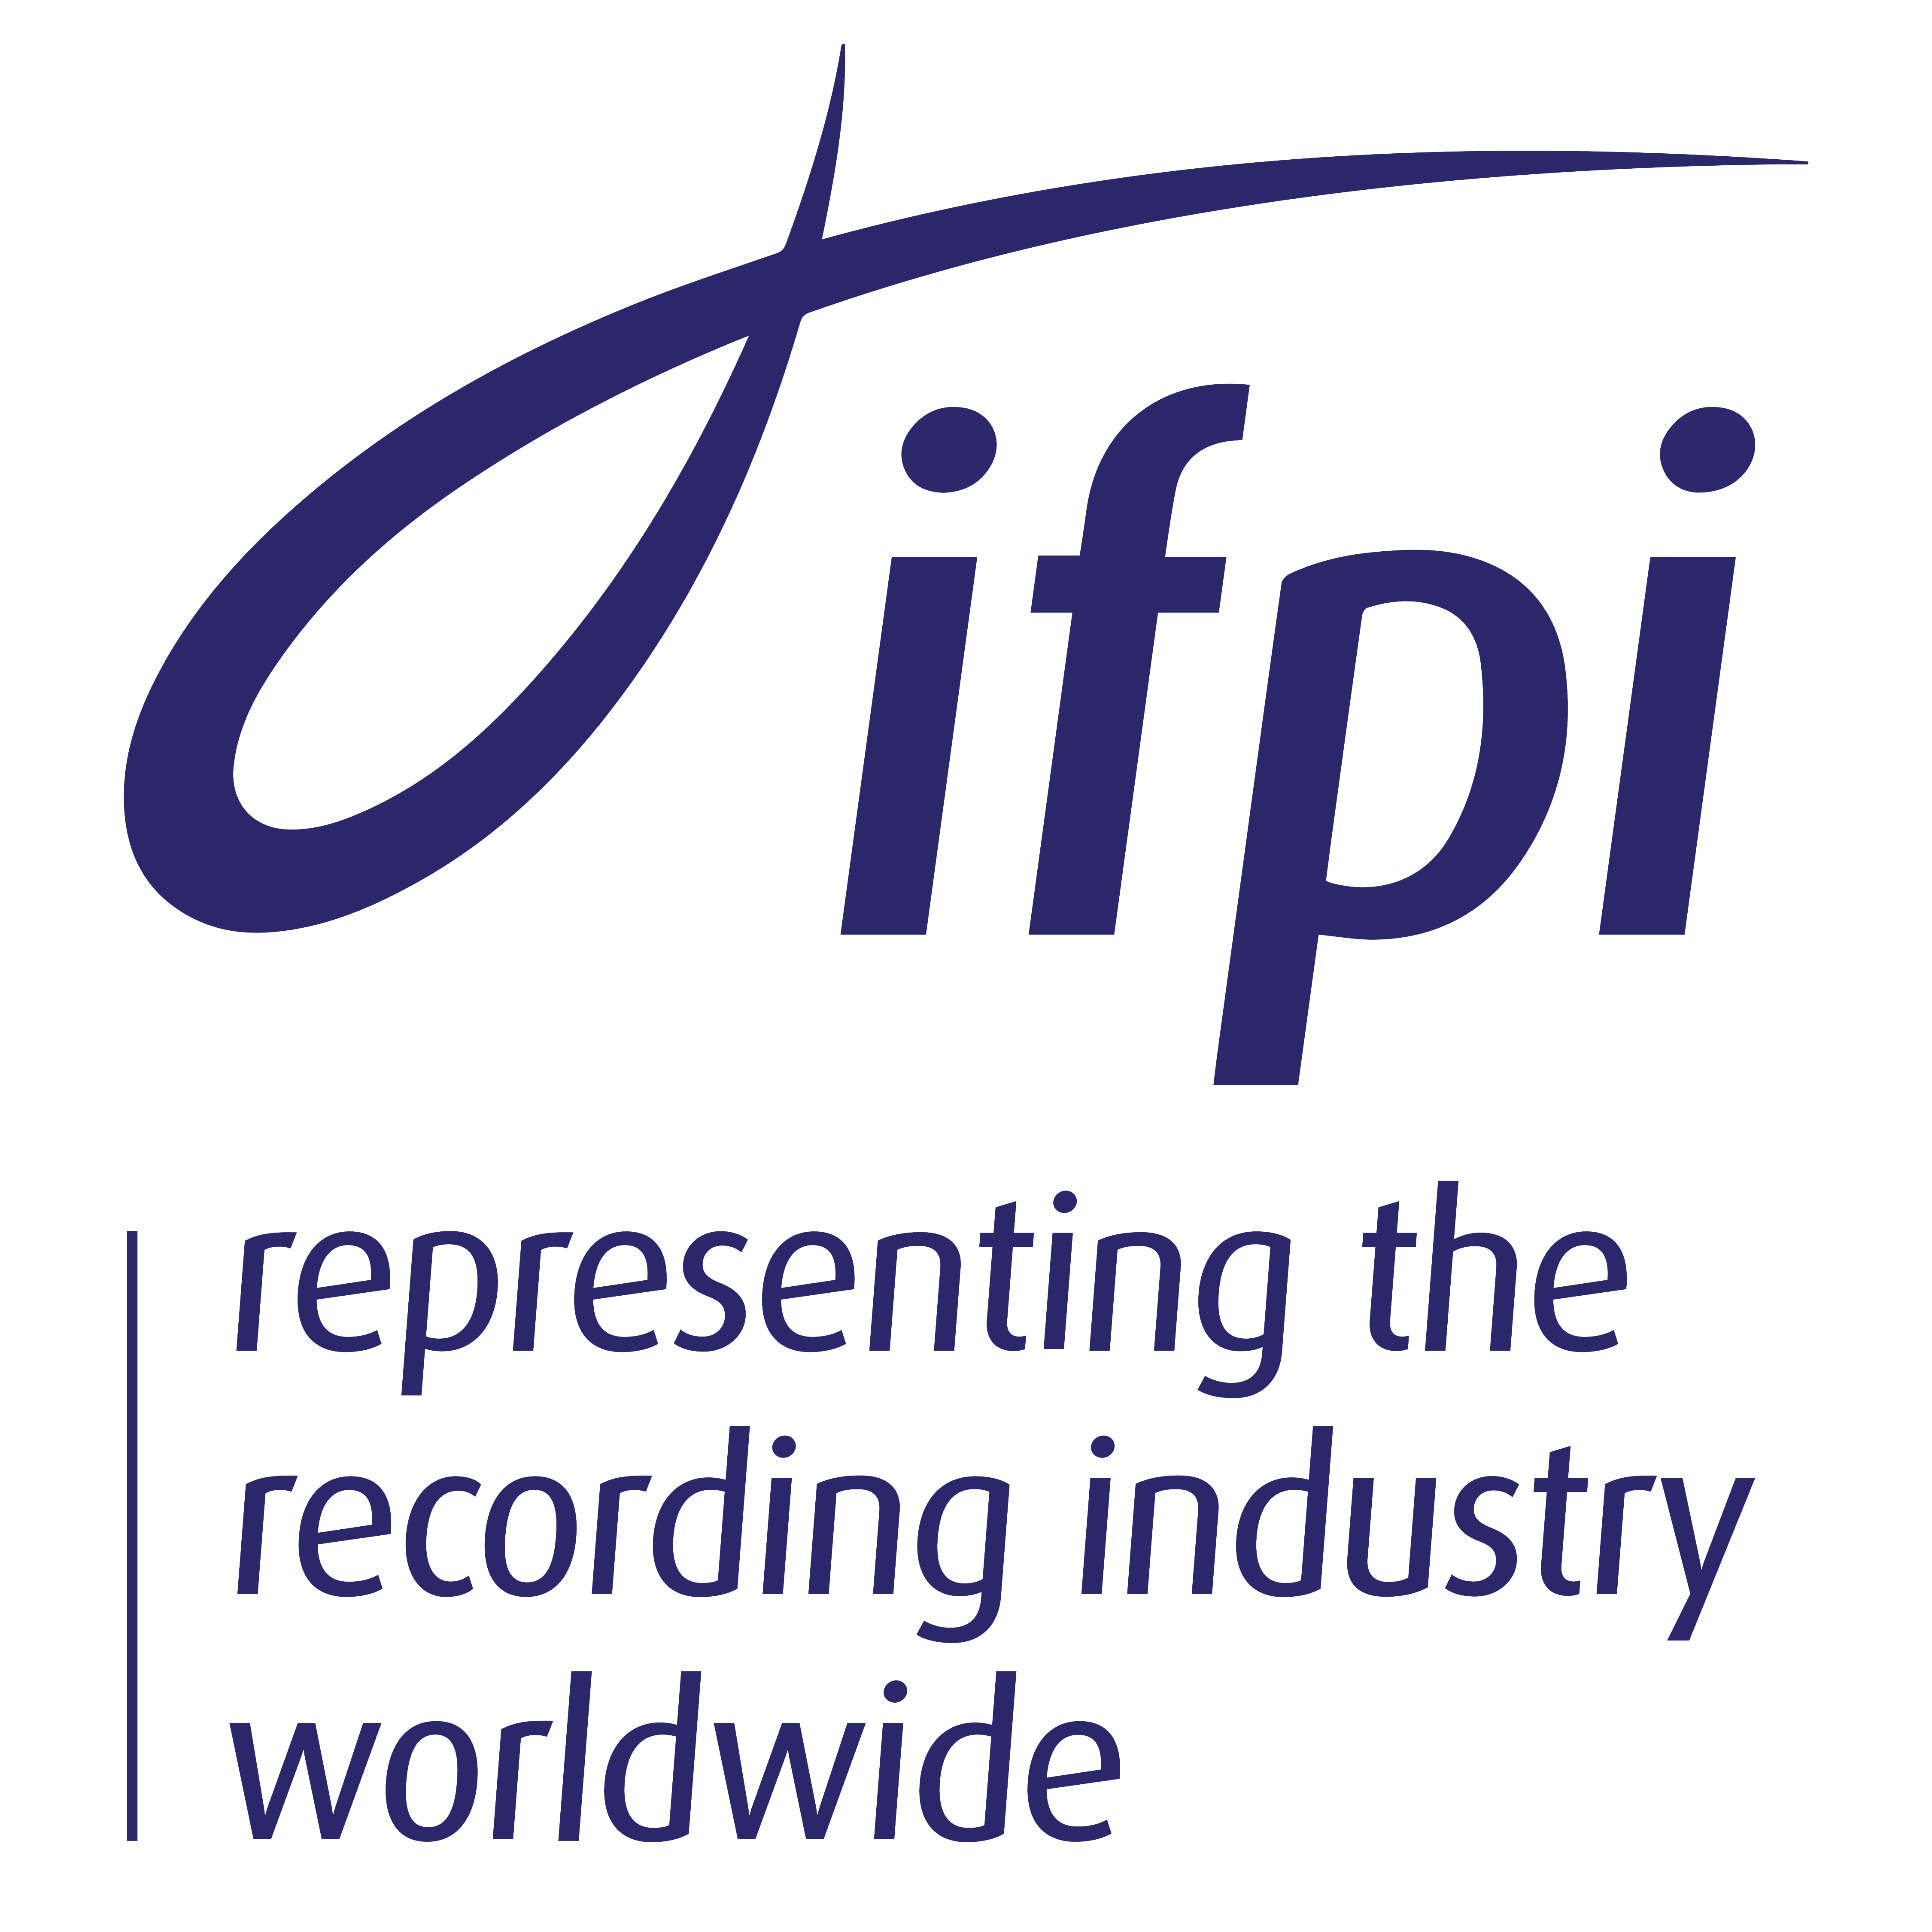 ifpi
representing the
recording industry
worldwide